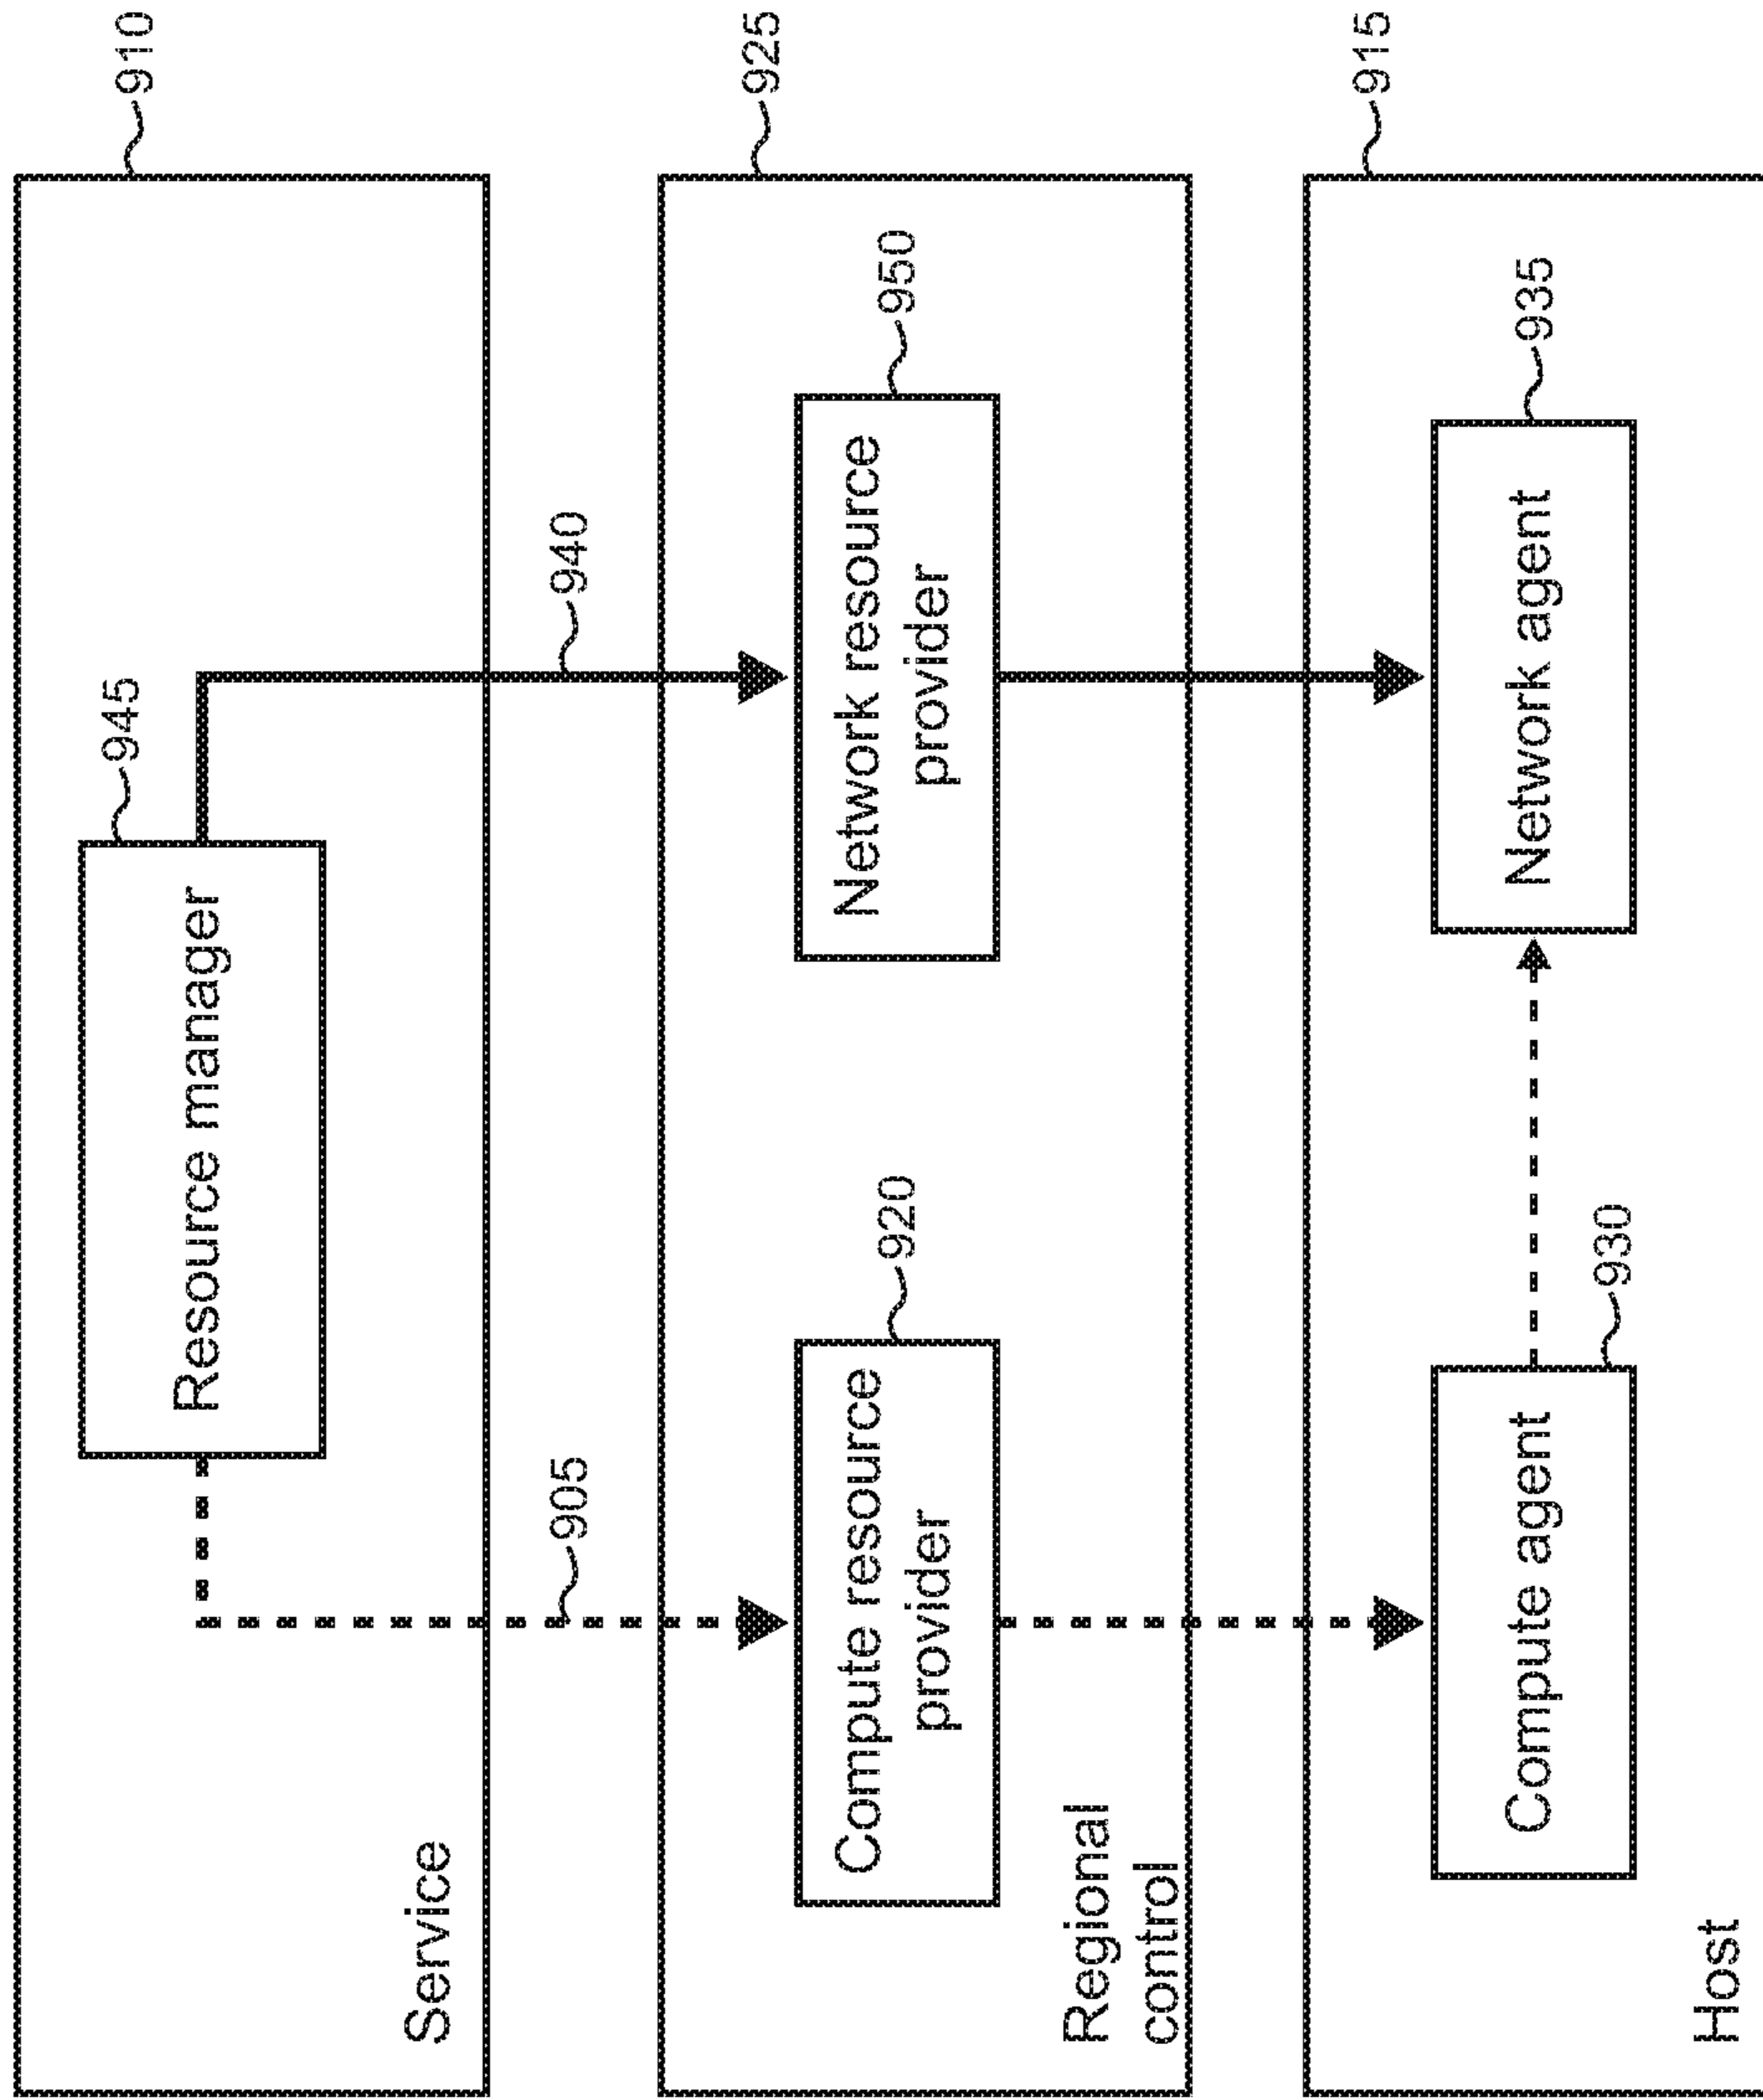 910
945
Resource manager
Service
905
940
925
920
950
Compute resource
provider
Network resource
provider
Regional
control
915
935
Compute agent
930
Network agent
Host